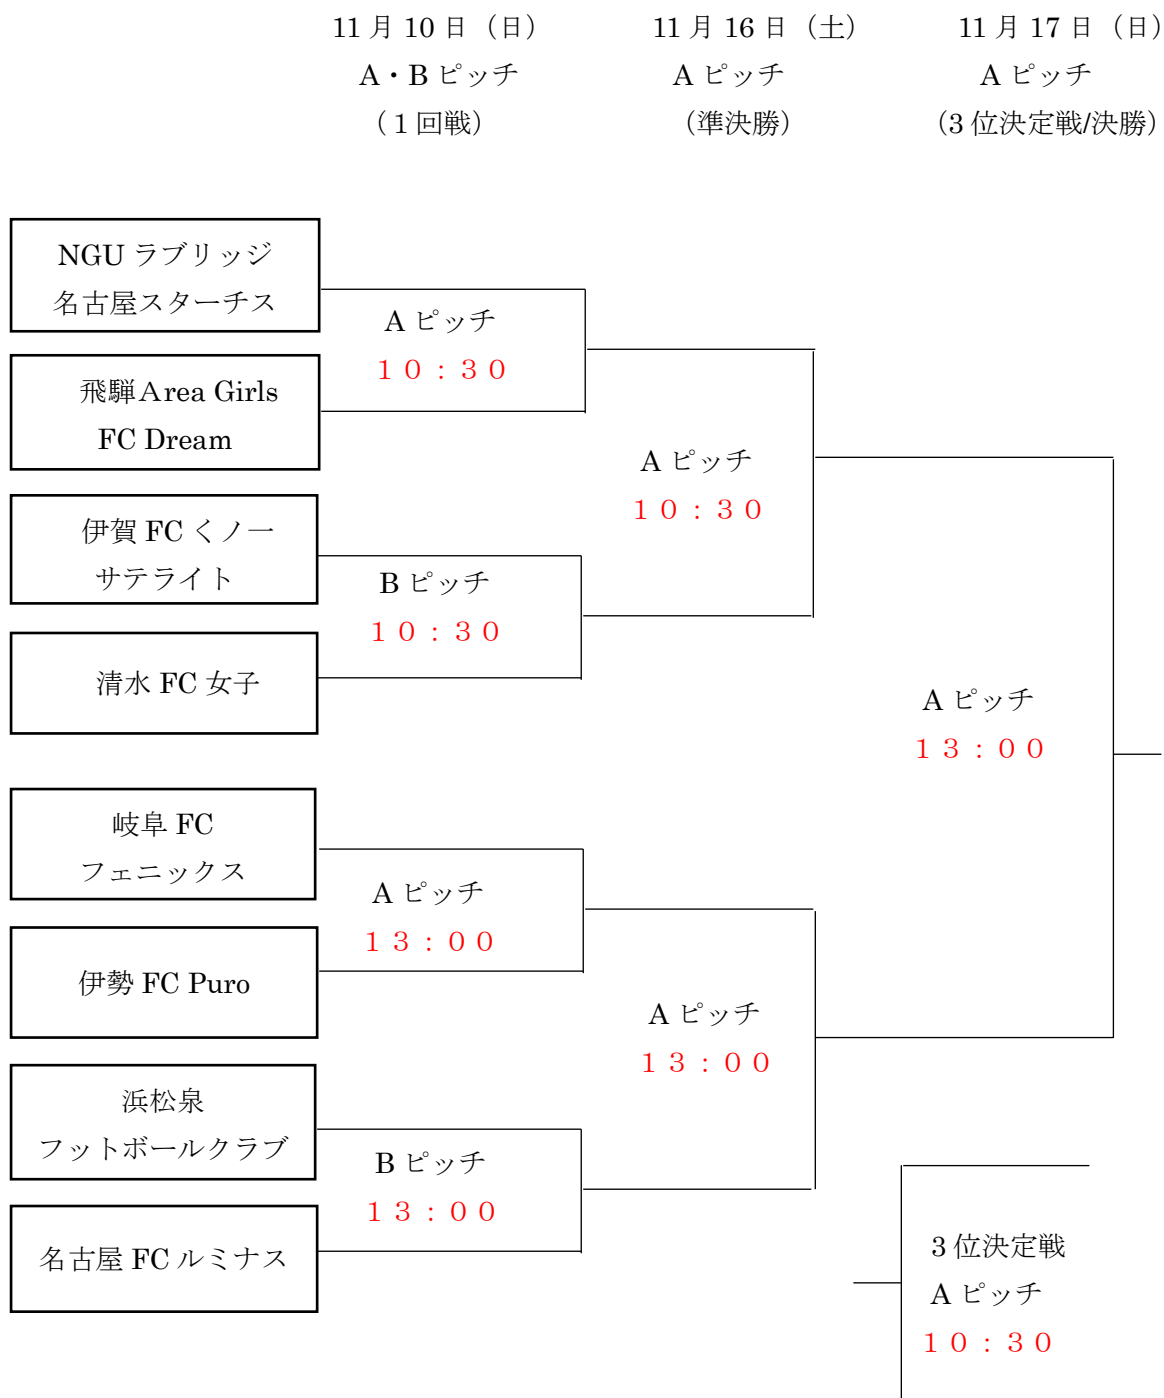 11月10日（日）
11月16日（土）
11月17日（日）
A・Bピッチ
Aピッチ
Aピッチ
（１回戦）
（準決勝）
（3位決定戦/決勝）
NGUラブリッジ
名古屋スターチス
Aピッチ
１０：３０
飛騨Ａrea Girls
FC Dream
Aピッチ
１０：３０
伊賀FCくノ一
サテライト
Bピッチ
１０：３０
清水FC女子
Aピッチ
１３：００
岐阜FC
フェニックス
Aピッチ
１３：００
伊勢FC Puro
Aピッチ
１３：００
浜松泉
フットボールクラブ
Bピッチ
１３：００
名古屋FCルミナス
３位決定戦
Aピッチ
１０：３０